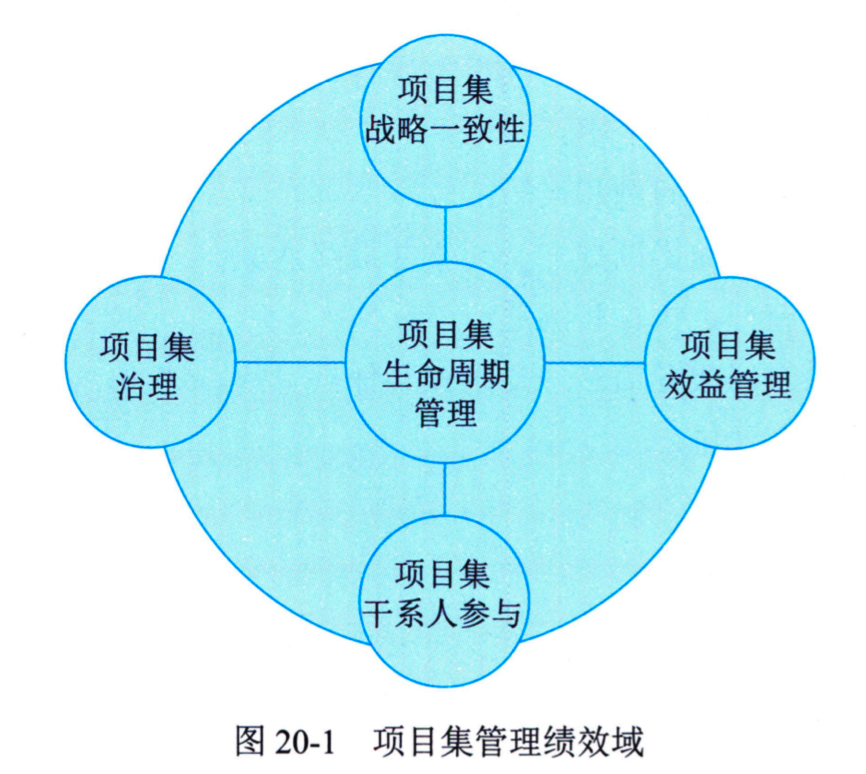 项目集
战略一致性
项目集
治理
项目集
生命周期
管理
项目集
效益管理
项目集
干系人参与
图 20-1 项目集管理绩效域